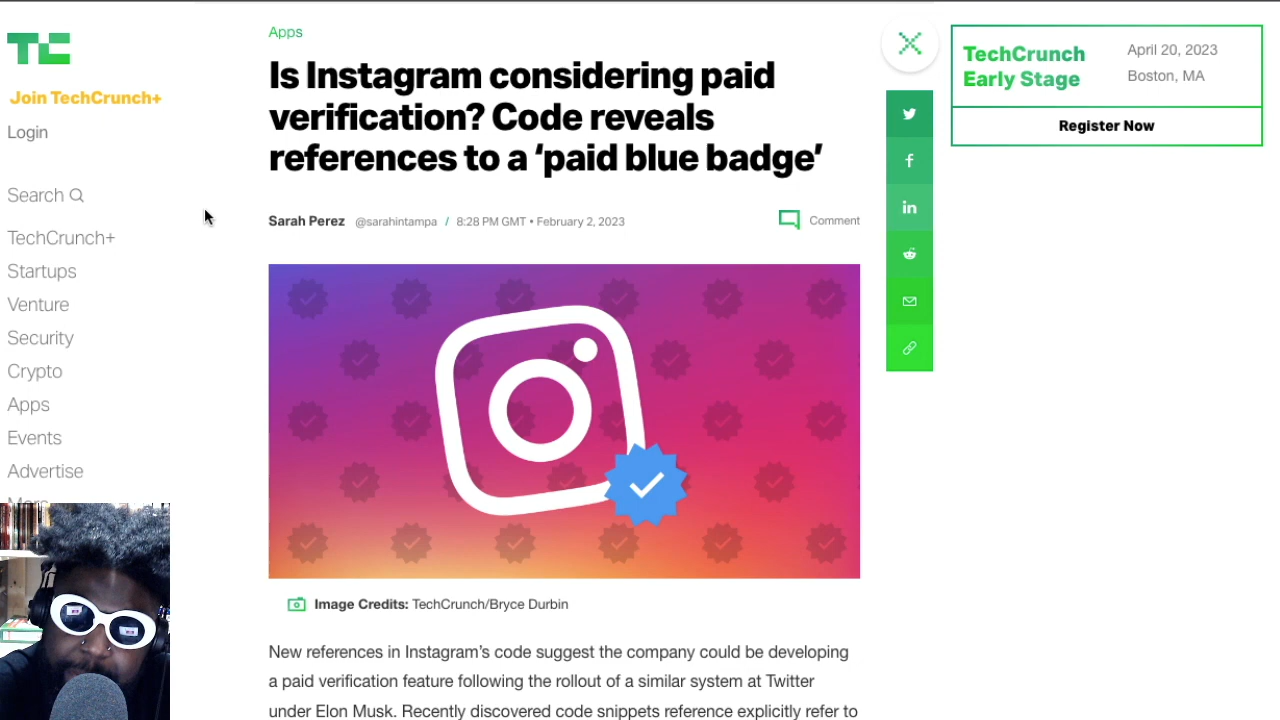 TC
Join TechCrunch+
Login
Search
TechCrunch+
Startups
Venture
Security
Crypto
Apps
Events
Advertise
More
Apps
Is Instagram considering paid
verification? Code reveals
references to a ‘paid blue badge’
Sarah Perez @sarahintampa / 8:28 PM GMT • February 2, 2023
Comment
Image Credits: TechCrunch/Bryce Durbin
New references in Instagram’s code suggest the company could be developing
a paid verification feature following the rollout of a similar system at Twitter
under Elon Musk. Recently discovered code snippets reference explicitly refer to
f
in
TechCrunch
Early Stage
April 20, 2023
Boston, MA
Register Now